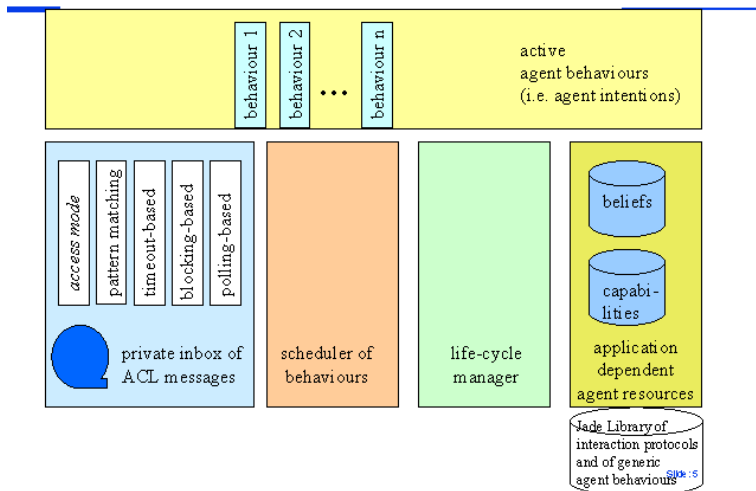 behaviour 1
behaviour 2
...
behaviour n
active
agent behaviours
(i.e. agent intentions)
access mode
pattern matching
timeout-based
blocking-based
polling-based
private inbox of
ACL messages
scheduler of
behaviours
life-cycle
manager
beliefs
capabi-
lities
application
dependent
agent resources
Jade Library of
interaction protocols
and of generic
agent behaviours
Slide: 5